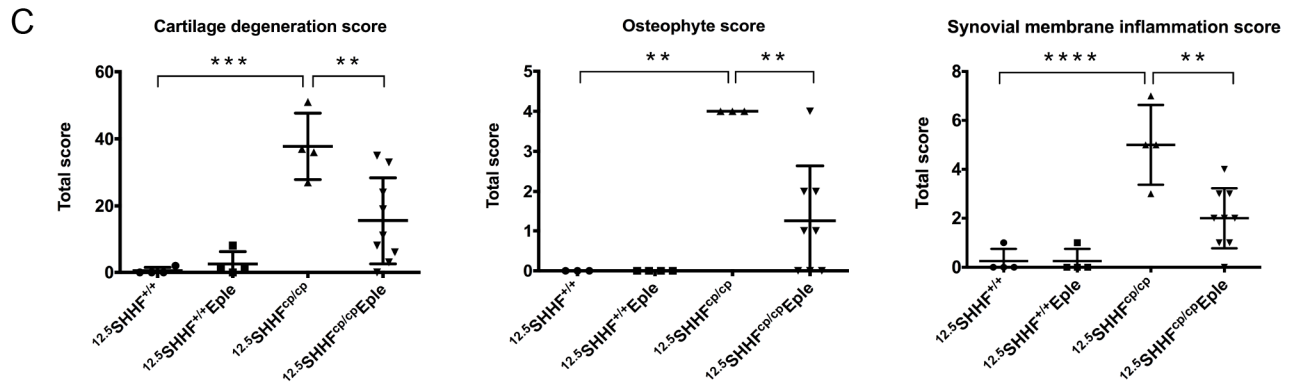 C
Cartilage degeneration score
Osteophyte score
Synovial membrane inflammation score
*** **
** **
**** **
Total score
60
40
20
0
12.5SHHF+/+
12.5SHHF+/+Eple
12.5SHHFcp/cp
12.5SHHFcp/cpEple
Total score
5
4
3
2
1
0
12.5SHHF+/+
12.5SHHF+/+Eple
12.5SHHFcp/cp
12.5SHHFcp/cpEple
Total score
8
6
4
2
0
12.5SHHF+/+
12.5SHHF+/+Eple
12.5SHHFcp/cp
12.5SHHFcp/cpEple